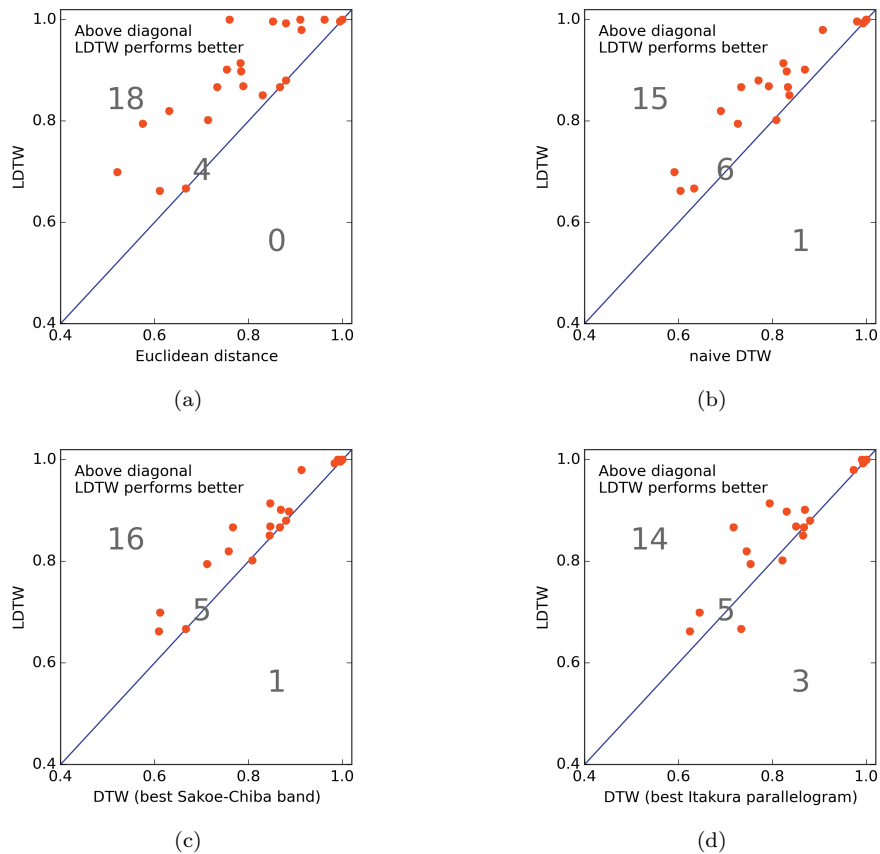 1.0
Above diagonal
LDTW performs better
18
0.8
LDTW
4
0.6
0
0.4
0.4 0.6 0.8 1.0
Euclidean distance
(a)
1.0
Above diagonal
LDTW performs better
15
0.8
LDTW
6
0.6
1
0.4
0.4 0.6 0.8 1.0
naive DTW
(b)
1.0
Above diagonal
LDTW performs better
16
0.8
LDTW
5
0.6
1
0.4
0.4 0.6 0.8 1.0
DTW (best Sakoe-Chiba band)
(c)
1.0
Above diagonal
LDTW performs better
14
0.8
LDTW
5
0.6
3
0.4
0.4 0.6 0.8 1.0
DTW (best Itakura parallelogram)
(d)